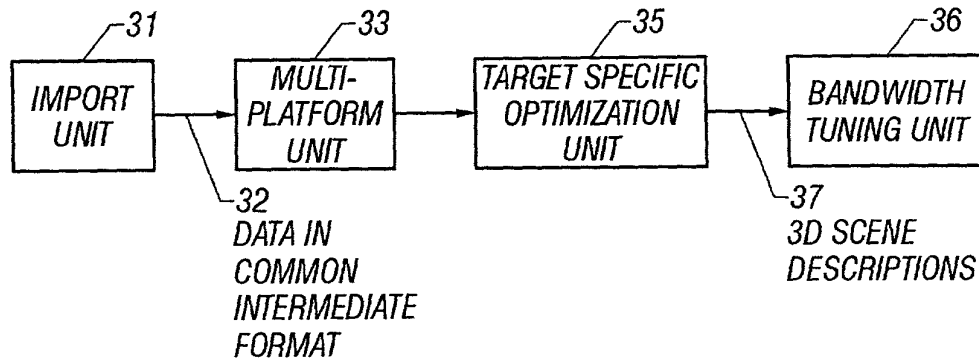 31
IMPORT
UNIT
33
MULTI-
PLATFORM
UNIT
35
TARGET SPECIFIC
OPTIMIZATION
UNIT
36
BANDWIDTH
TUNING UNIT
32
DATA IN
COMMON
INTERMEDIATE
FORMAT
37
3D SCENE
DESCRIPTIONS